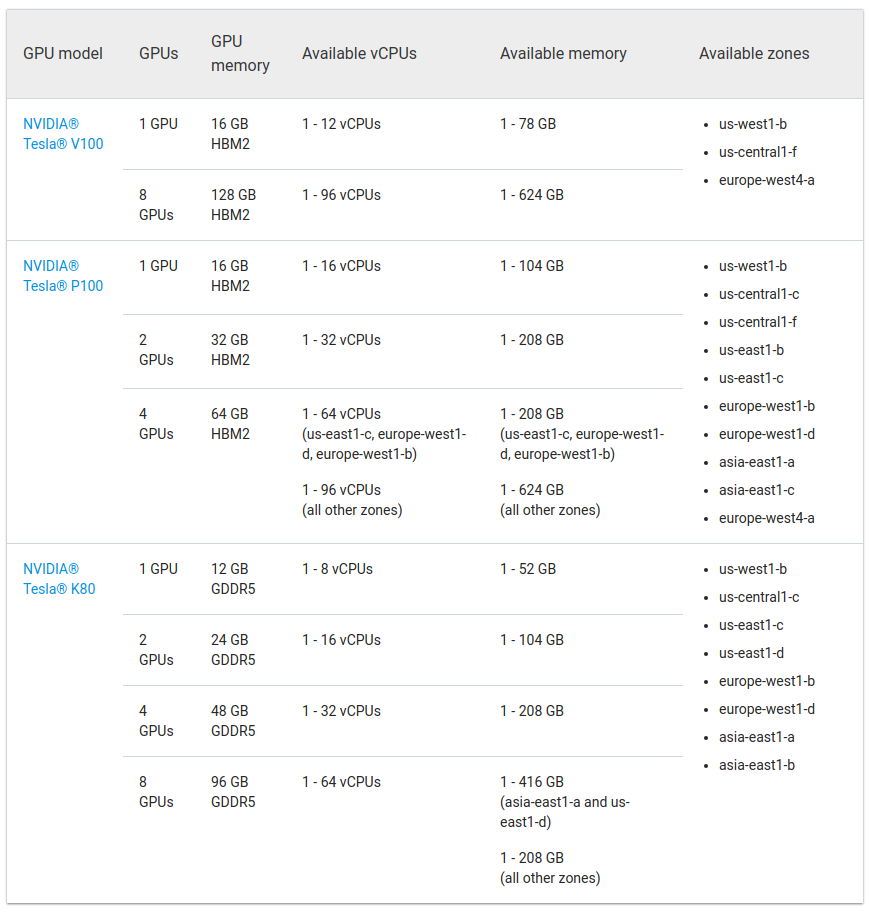 GPU model
GPUs
GPU
memory
Available vCPUs
Available memory
Available zones
NVIDIA®
Tesla® V100
1 GPU
16 GB
HBM2
1 - 12 vCPUs
1 - 78 GB
8
GPUs
128 GB
HBM2
1 - 96 vCPUs
1 - 624 GB
• us-west1-b
• us-central1-f
• europe-west4-a
NVIDIA®
Tesla® P100
1 GPU
16 GB
HBM2
1 - 16 vCPUs
1 - 104 GB
2
GPUs
32 GB
HBM2
1 - 32 vCPUs
1 - 208 GB
4
GPUs
64 GB
HBM2
1 - 64 vCPUs
(us-east1-c, europe-west1-
d, europe-west1-b)
1 - 96 vCPUs
(all other zones)
1 - 208 GB
(us-east1-c, europe-west1-
d, europe-west1-b)
1 - 624 GB
(all other zones)
• us-west1-b
• us-central1-c
• us-central1-f
• us-east1-b
• us-east1-c
• europe-west1-b
• europe-west1-d
• asia-east1-a
• asia-east1-c
• europe-west4-a
NVIDIA®
Tesla® K80
1 GPU
12 GB
GDDR5
1 - 8 vCPUs
1 - 52 GB
2
GPUs
24 GB
GDDR5
1 - 16 vCPUs
1 - 104 GB
4
GPUs
48 GB
GDDR5
1 - 32 vCPUs
1 - 208 GB
8
GPUs
96 GB
GDDR5
1 - 64 vCPUs
1 - 416 GB
(asia-east1-a and us-
east1-d)
1 - 208 GB
(all other zones)
• us-west1-b
• us-central1-c
• us-east1-c
• us-east1-d
• europe-west1-b
• europe-west1-d
• asia-east1-a
• asia-east1-b